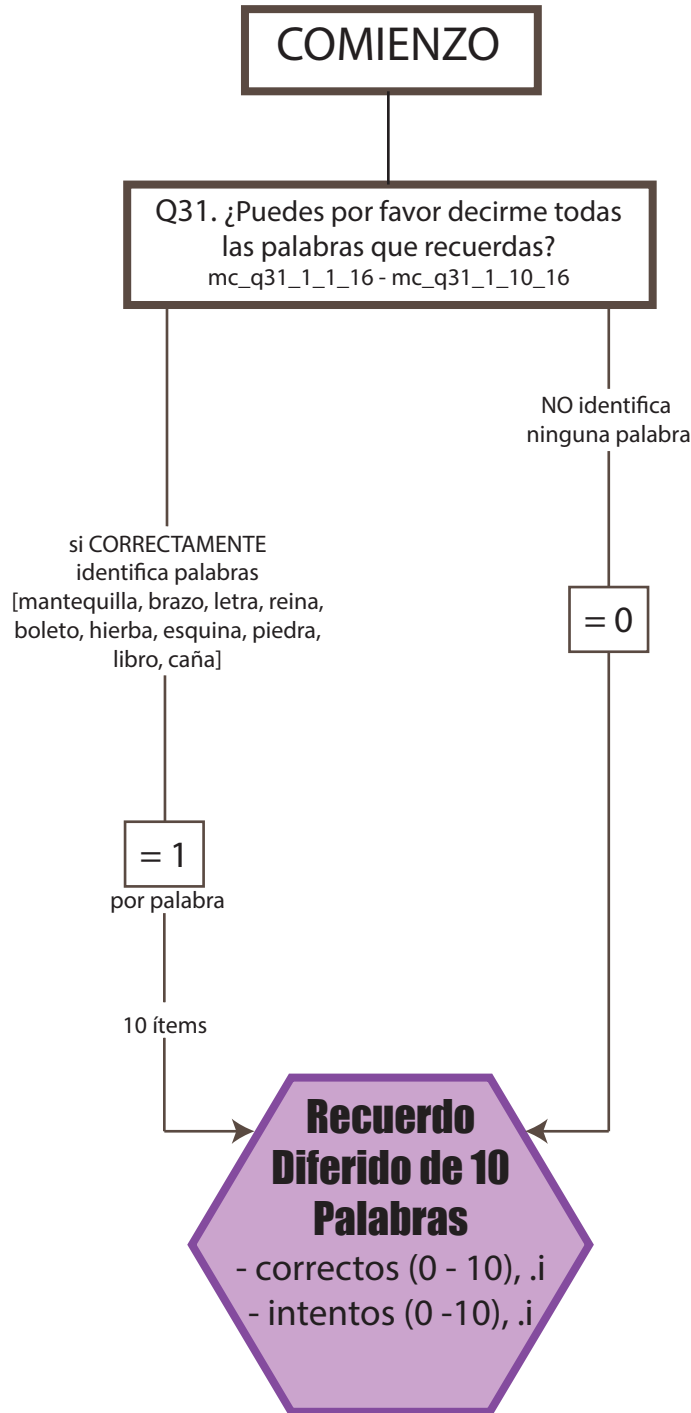 COMIENZO
Q31. ¿Puedes por favor decirme todas
las palabras que recuerdas?
mc_q31_1_1_16 - mc_q31_1_10_16
NO identifica
ninguna palabra
si CORRECTAMENTE
identifica palabras
[mantequilla, brazo, letra, reina,
boleto, hierba, esquina, piedra,
libro, caña]
= 0
= 1
por palabra
10 ítems
Recuerdo
Diferido de 10
Palabras
- correctos (0 - 10), .i
- intentos (0 -10), .i